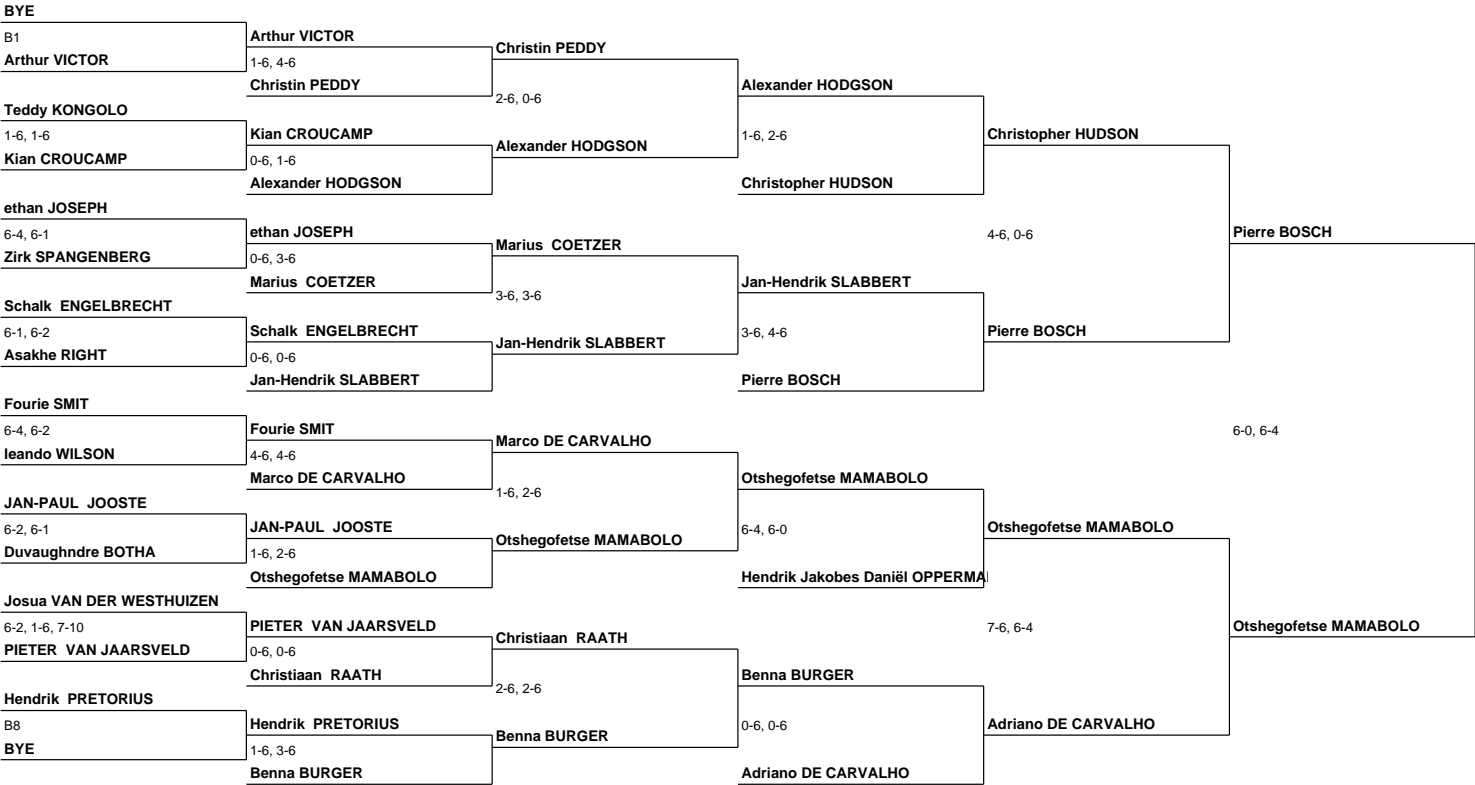 BYE
B1
Arthur VICTOR
Teddy KONGOLO
1-6, 1-6
Kian CROUCAMP
ethan JOSEPH
6-4, 6-1
Zirk SPANGENBERG
Schalk ENGELBRECHT
6-1, 6-2
Asakhe RIGHT
Fourie SMIT
6-4, 6-2
leando WILSON
JAN-PAUL JOOSTE
6-2, 6-1
Duvaughndre BOTHA
Josua VAN DER WESTHUIZEN
6-2, 1-6, 7-10
PIETER VAN JAARSVELD
Hendrik PRETORIUS
B8
BYE
Arthur VICTOR
1-6, 4-6
Christin PEDDY
Kian CROUCAMP
0-6, 1-6
Alexander HODGSON
ethan JOSEPH
0-6, 3-6
Marius COETZER
Schalk ENGELBRECHT
0-6, 0-6
Jan-Hendrik SLABBERT
Fourie SMIT
4-6, 4-6
Marco DE CARVALHO
JAN-PAUL JOOSTE
1-6, 2-6
Otshegofetse MAMABOLO
PIETER VAN JAARSVELD
0-6, 0-6
Christiaan RAATH
Hendrik PRETORIUS
1-6, 3-6
Benna BURGER
Christin PEDDY
2-6, 0-6
Alexander HODGSON
Marius COETZER
3-6, 3-6
Jan-Hendrik SLABBERT
Marco DE CARVALHO
1-6, 2-6
Otshegofetse MAMABOLO
Christiaan RAATH
2-6, 2-6
Benna BURGER
Alexander HODGSON
1-6, 2-6
Christopher HUDSON
Jan-Hendrik SLABBERT
3-6, 4-6
Pierre BOSCH
Otshegofetse MAMABOLO
6-4, 6-0
Hendrik Jakobes Daniël OPPERMA
Benna BURGER
0-6, 0-6
Adriano DE CARVALHO
Christopher HUDSON
4-6, 0-6
Pierre BOSCH
Otshegofetse MAMABOLO
7-6, 6-4
Adriano DE CARVALHO
Pierre BOSCH
6-0, 6-4
Otshegofetse MAMABOLO